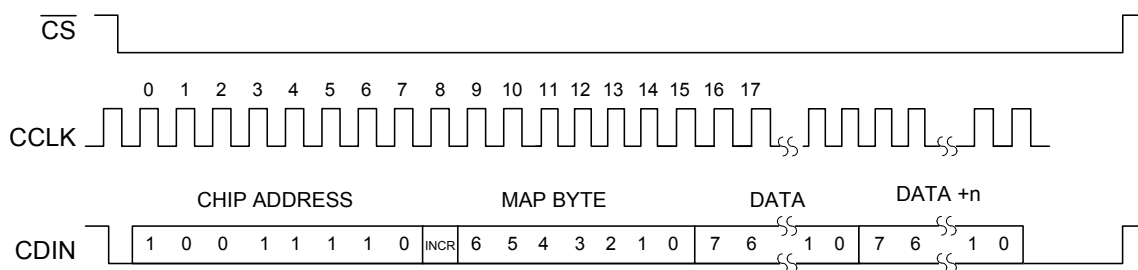 CS
0 1 2 3 4 5 6 7 8 9 10 11 12 13 14 15 16 17
CCLK
CHIP ADDRESS MAP BYTE DATA DATA +n
CDIN 1 0 0 1 1 1 1 0 INCR 6 5 4 3 2 1 0 7 6 1 0 7 6 1 0